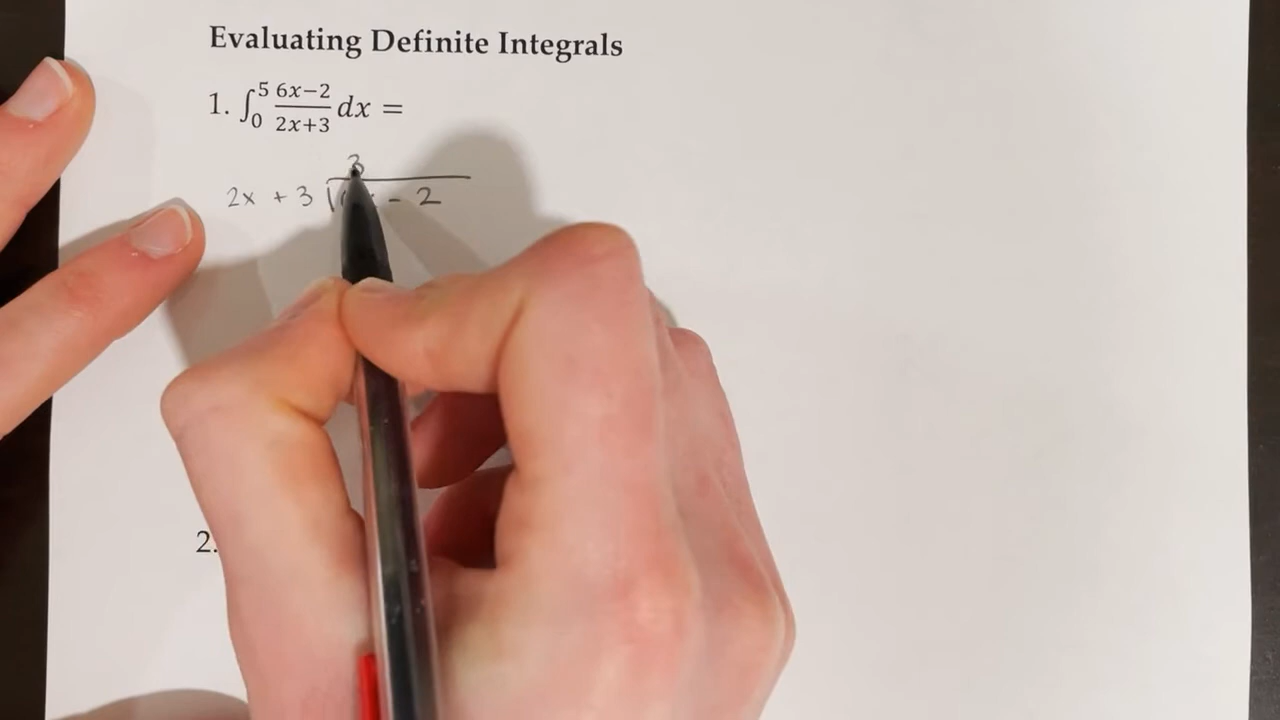 Evaluating Definite Integrals
1. ∫₀⁵ (6x−2)/(2x+3) dx =
3
2x + 3 − 2
2.